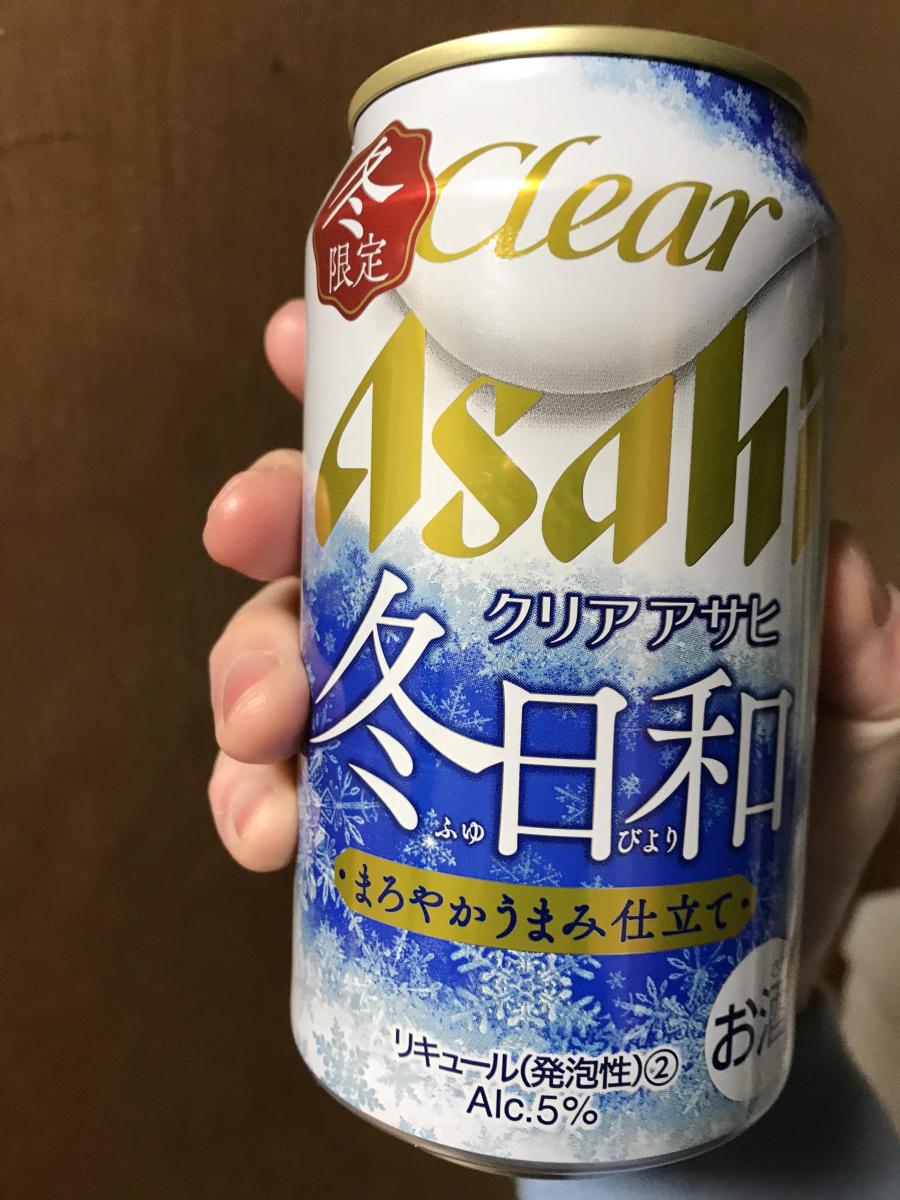 冬
限定
Clear
Asahi
クリア アサヒ
冬日和
ふゆ びより
・まろやかうまみ仕立て・
リキュール(発泡性)②
Alc.5%
お酒